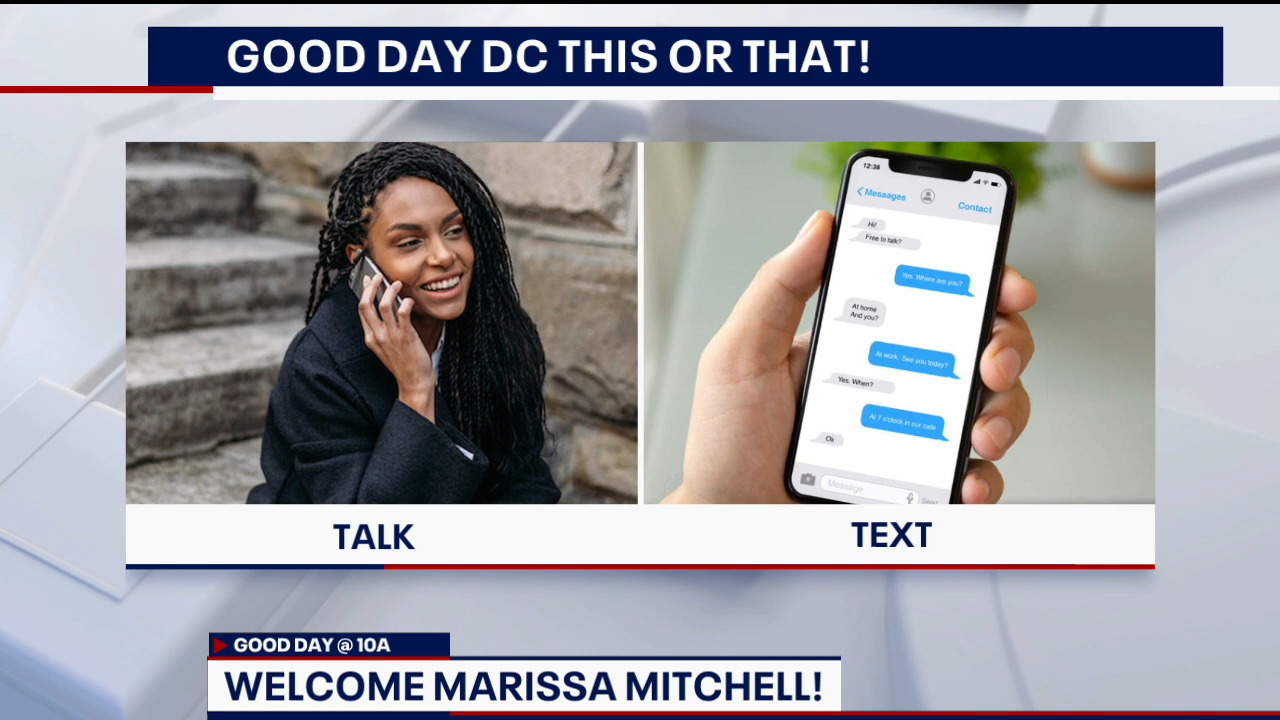 GOOD DAY DC THIS OR THAT!
12:36
Messages
Contact
Hi!
Free to talk?
Yes. Where are you?
At home
And you?
At work. See you today?
Yes. When?
At 7 o'clock in our cafe
Ok
Message
Send
TALK
TEXT
GOOD DAY @ 10A
WELCOME MARISSA MITCHELL!